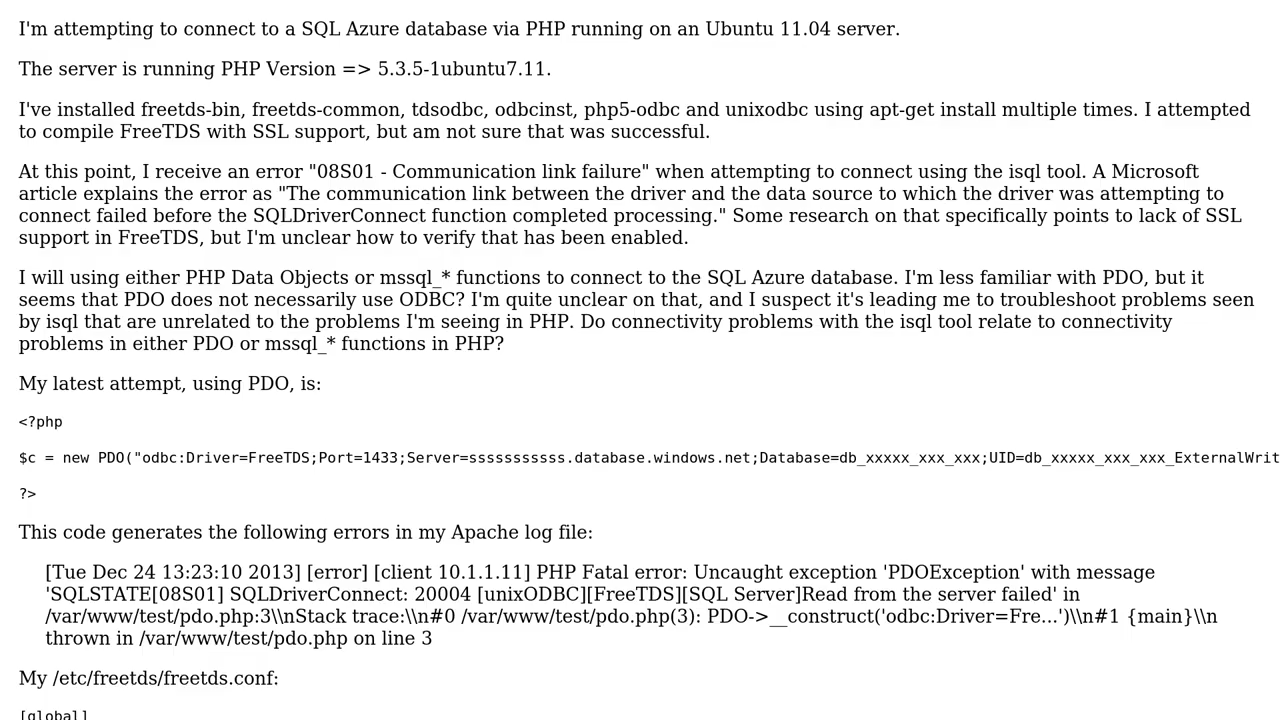 I'm attempting to connect to a SQL Azure database via PHP running on an Ubuntu 11.04 server.
The server is running PHP Version => 5.3.5-1ubuntu7.11.
I've installed freetds-bin, freetds-common, tdsodbc, odbcinst, php5-odbc and unixodbc using apt-get install multiple times. I attempted
to compile FreeTDS with SSL support, but am not sure that was successful.
At this point, I receive an error "08S01 - Communication link failure" when attempting to connect using the isql tool. A Microsoft
article explains the error as "The communication link between the driver and the data source to which the driver was attempting to
connect failed before the SQLDriverConnect function completed processing." Some research on that specifically points to lack of SSL
support in FreeTDS, but I'm unclear how to verify that has been enabled.
I will using either PHP Data Objects or mssql_* functions to connect to the SQL Azure database. I'm less familiar with PDO, but it
seems that PDO does not necessarily use ODBC? I'm quite unclear on that, and I suspect it's leading me to troubleshoot problems seen
by isql that are unrelated to the problems I'm seeing in PHP. Do connectivity problems with the isql tool relate to connectivity
problems in either PDO or mssql_* functions in PHP?
My latest attempt, using PDO, is:
<?php
$c = new PDO("odbc:Driver=FreeTDS;Port=1433;Server=sssssssssss.database.windows.net;Database=db_xxxxx_xxx_xxx;UID=db_xxxxx_xxx_xxx_ExternalWrit
?>
This code generates the following errors in my Apache log file:
[Tue Dec 24 13:23:10 2013] [error] [client 10.1.1.11] PHP Fatal error: Uncaught exception 'PDOException' with message
'SQLSTATE[08S01] SQLDriverConnect: 20004 [unixODBC][FreeTDS][SQL Server]Read from the server failed' in
/var/www/test/pdo.php:3\\nStack trace:\\n#0 /var/www/test/pdo.php(3): PDO->__construct('odbc:Driver=Fre...')\\n#1 {main}\\n
thrown in /var/www/test/pdo.php on line 3
My /etc/freetds/freetds.conf:
[global]